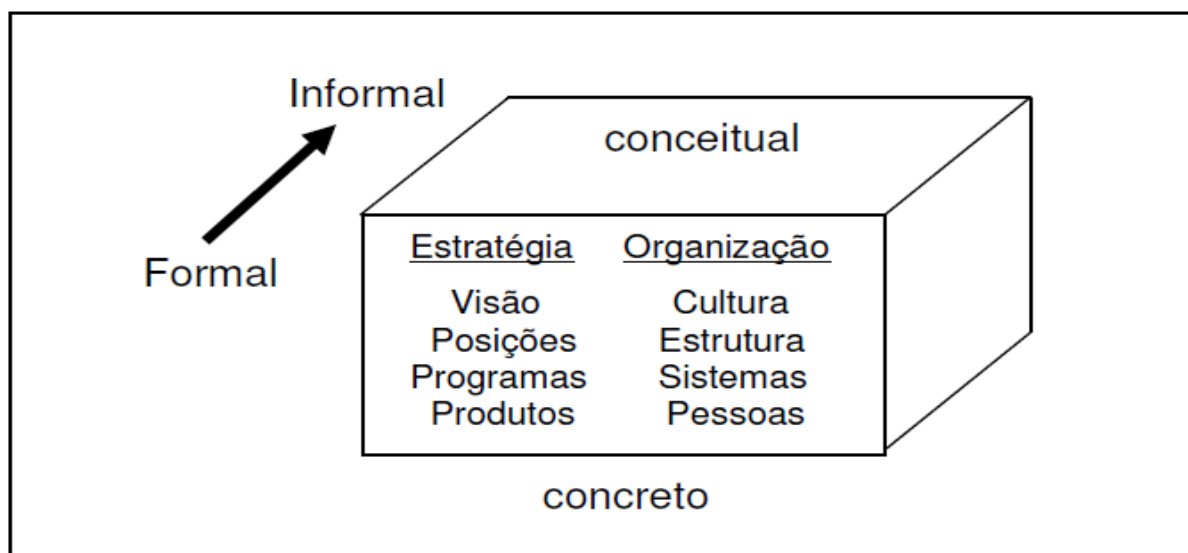 Informal
conceitual
Formal
Estratégia Organização
Visão Cultura
Posições Estrutura
Programas Sistemas
Produtos Pessoas
concreto